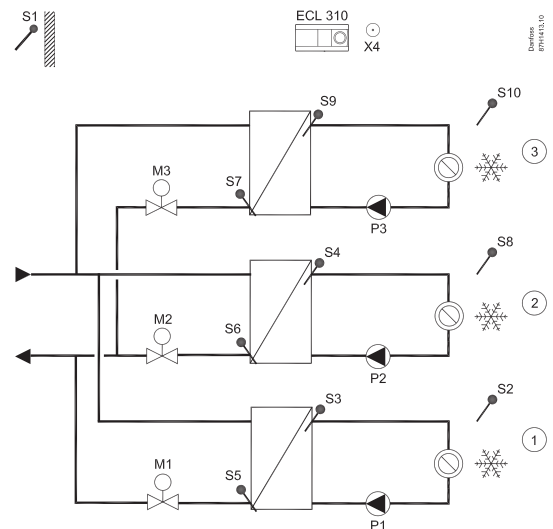 S1
ECL 310
X4
Danfoss
87H1413.10
S9
S10
M3
S7
3
P3
S4
S8
M2
S6
2
P2
S3
S2
M1
S5
1
P1